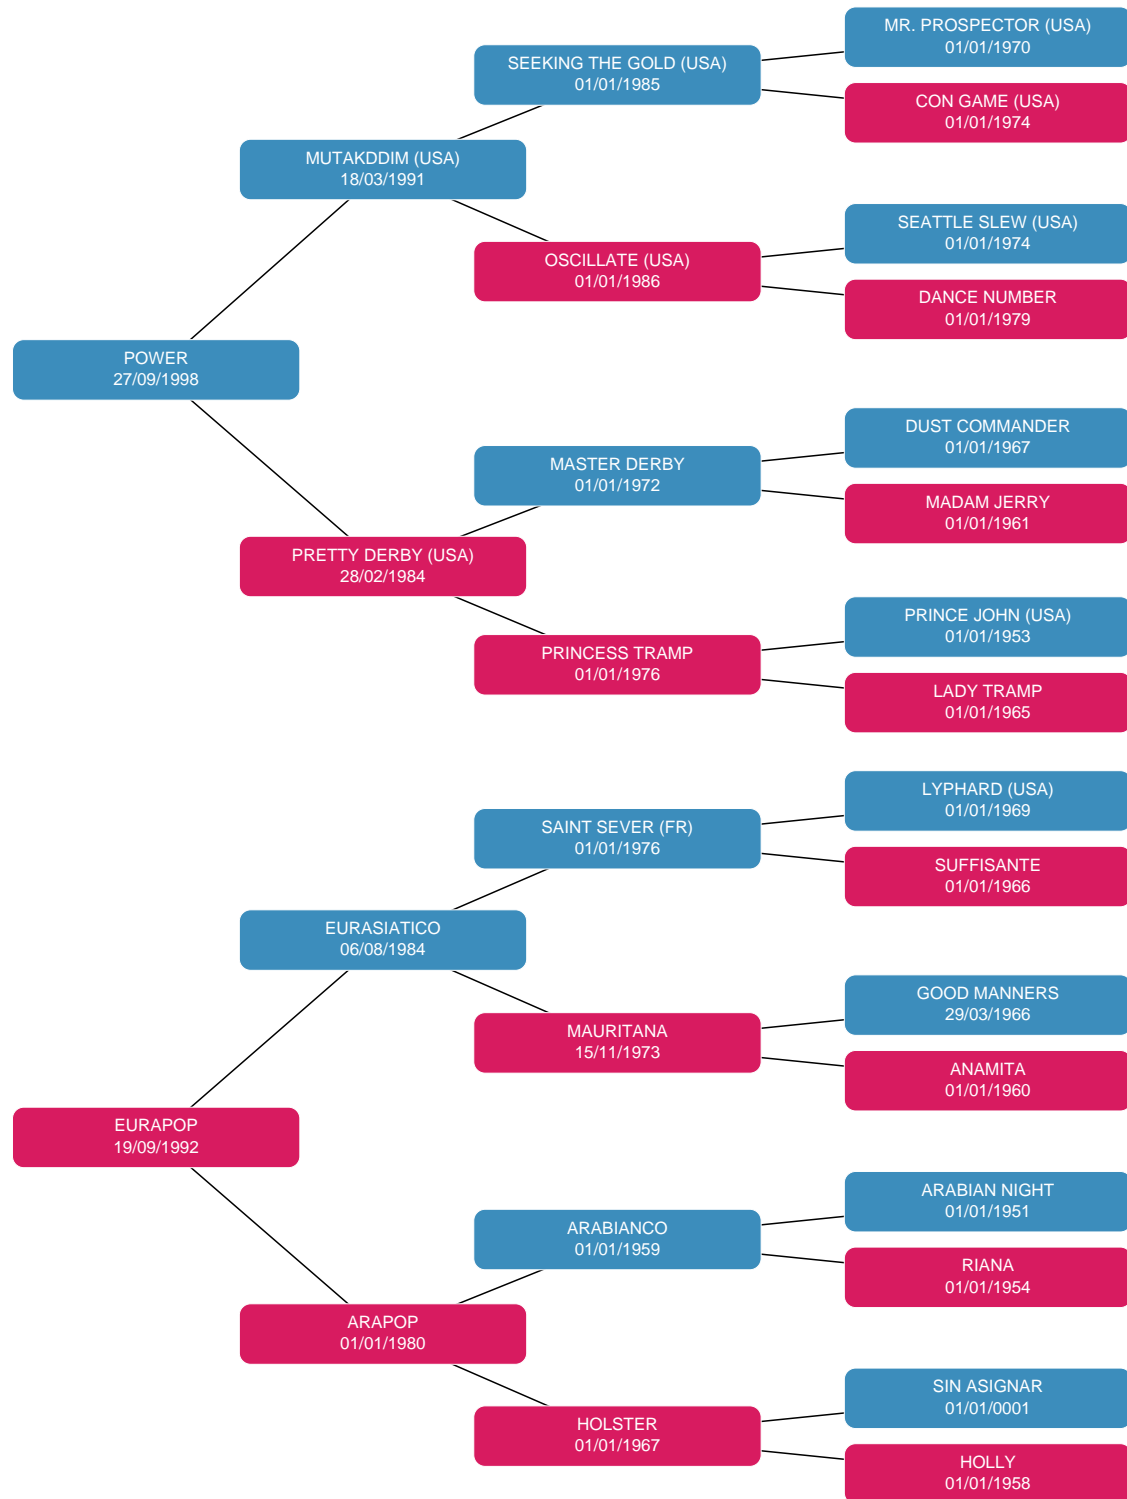 MR. PROSPECTOR (USA)
01/01/1970
SEEKING THE GOLD (USA)
01/01/1985
CON GAME (USA)
01/01/1974
MUTAKDDIM (USA)
18/03/1991
SEATTLE SLEW (USA)
01/01/1974
OSCILLATE (USA)
01/01/1986
DANCE NUMBER
01/01/1979
POWER
27/09/1998
DUST COMMANDER
01/01/1967
MASTER DERBY
01/01/1972
MADAM JERRY
01/01/1961
PRETTY DERBY (USA)
28/02/1984
PRINCE JOHN (USA)
01/01/1953
PRINCESS TRAMP
01/01/1976
LADY TRAMP
01/01/1965
LYPHARD (USA)
01/01/1969
SAINT SEVER (FR)
01/01/1976
SUFFISANTE
01/01/1966
EURASIATICO
06/08/1984
GOOD MANNERS
29/03/1966
MAURITANA
15/11/1973
ANAMITA
01/01/1960
EURAPOP
19/09/1992
ARABIAN NIGHT
01/01/1951
ARABIANCO
01/01/1959
RIANA
01/01/1954
ARAPOP
01/01/1980
SIN ASIGNAR
01/01/0001
HOLSTER
01/01/1967
HOLLY
01/01/1958